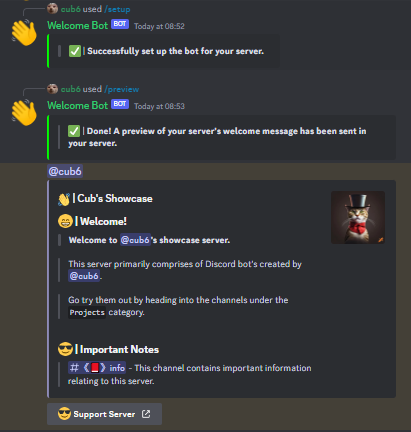 cub6 used /setup
Welcome Bot BOT Today at 08:52
✅ | Successfully set up the bot for your server.
cub6 used /preview
Welcome Bot BOT Today at 08:53
✅ | Done! A preview of your server's welcome message has been sent in
your server.
@cub6
👋 | Cub's Showcase
😁 | Welcome!
Welcome to @cub6's showcase server.
This server primarily comprises of Discord bot's created by
@cub6.
Go try them out by heading into the channels under the
Projects category.
😎 | Important Notes
# 《📕》info - This channel contains important information
relating to this server.
😎 Support Server